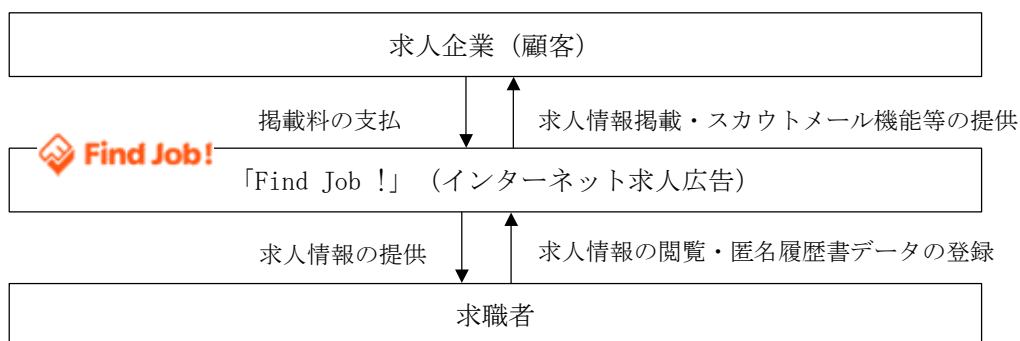 求人企業（顧客）
掲載料の支払
求人情報掲載・スカウトメール機能等の提供
Find Job!
「Find Job !」（インターネット求人広告）
求人情報の提供
求人情報の閲覧・匿名履歴書データの登録
求職者